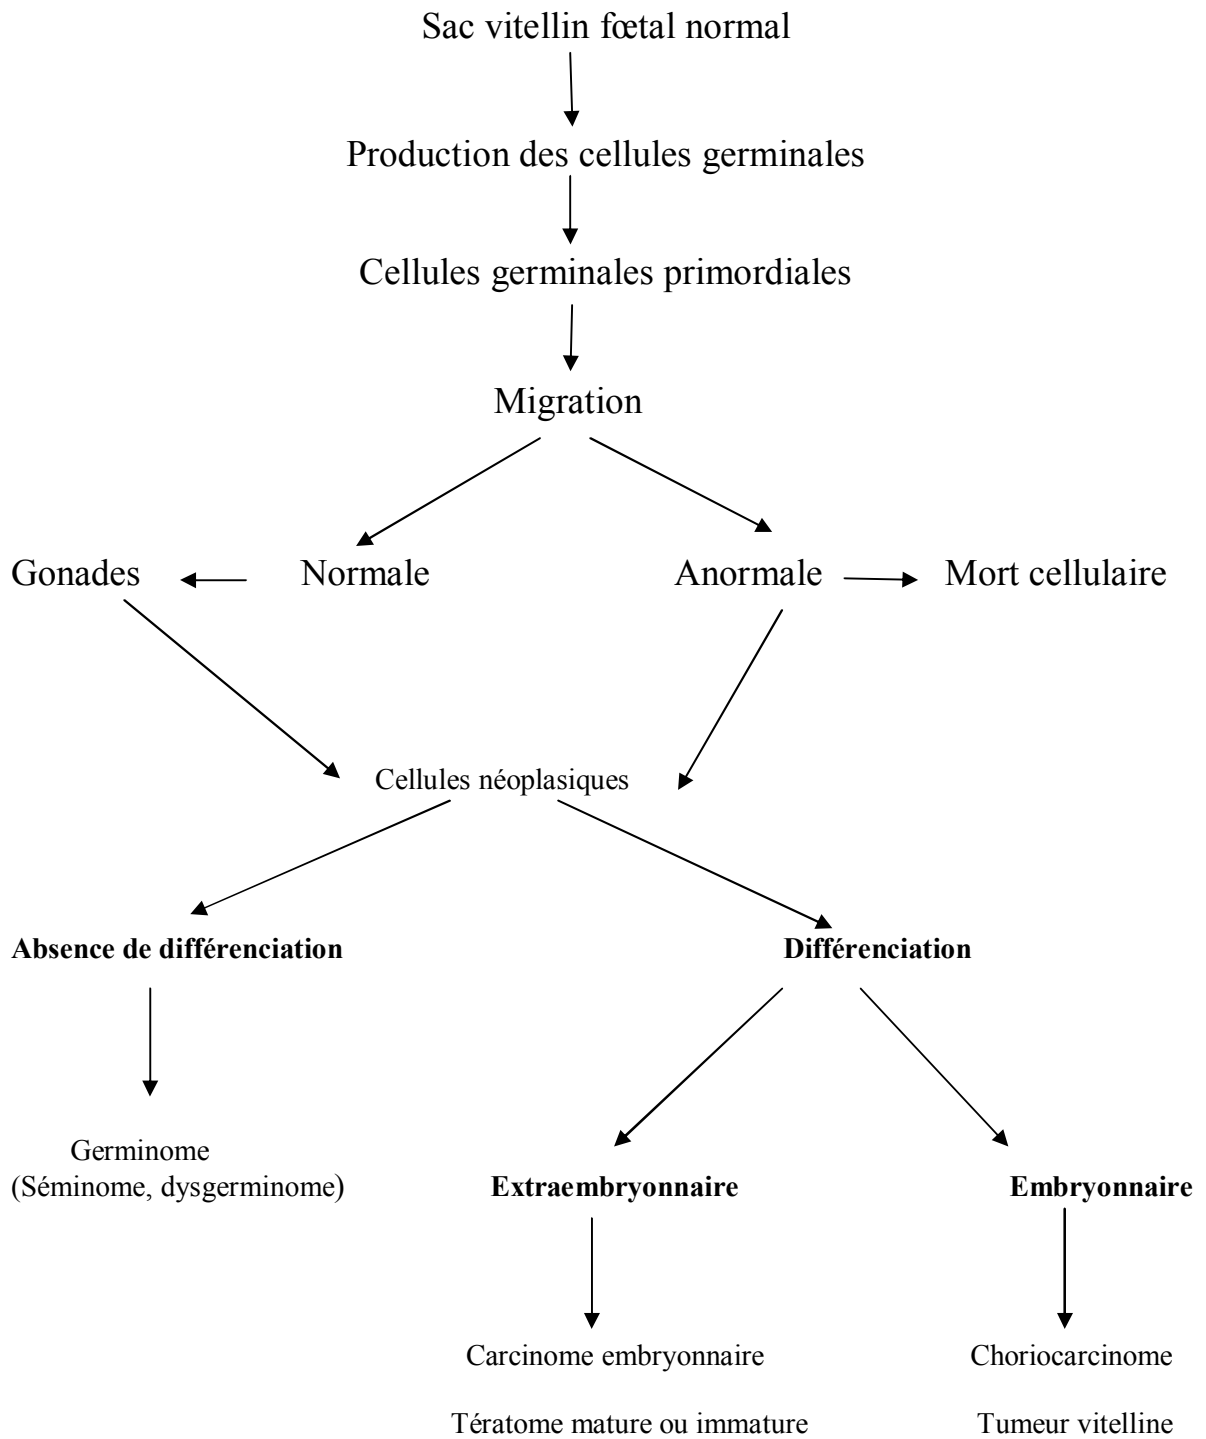 Sac vitellin fœtal normal
Production des cellules germinales
Cellules germinales primordiales
Migration
Gonades
Normale
Anormale
Mort cellulaire
Cellules néoplasiques
Absence de différenciation
Différenciation
Germinome
(Séminome, dysgerminome)
Extraembryonnaire
Embryonnaire
Carcinome embryonnaire
Choriocarcinome
Tératome mature ou immature
Tumeur vitelline